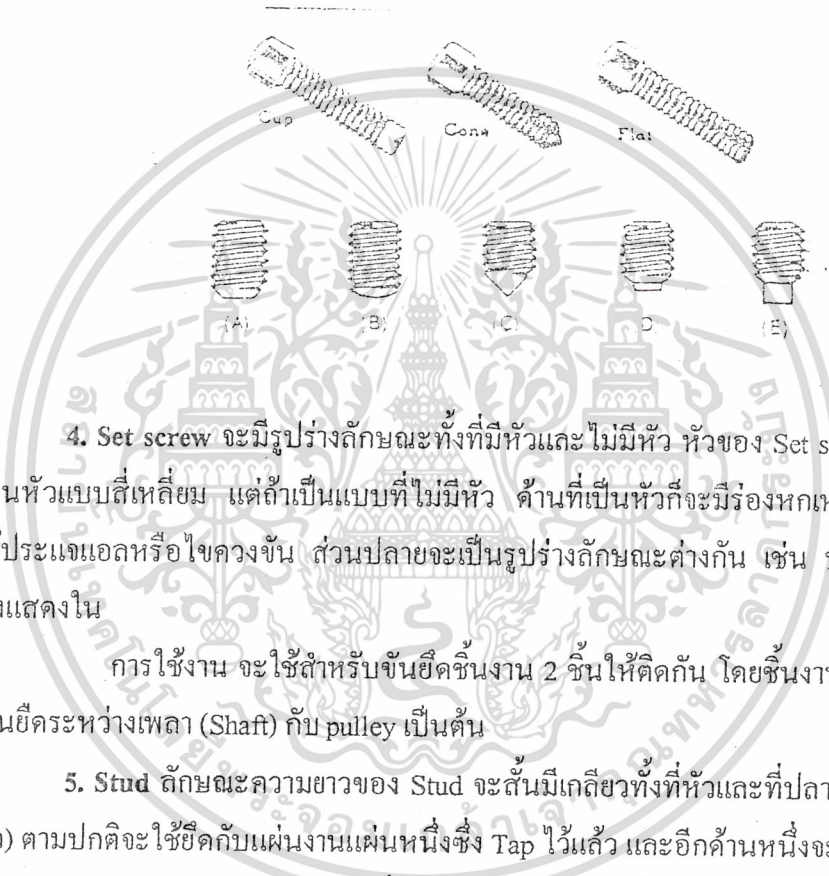 Cup Cone Flat
(A) (B) (C) D (E)
4. Set screw จะมีรูปร่างลักษณะทั้งที่มีหัวและไม่มีหัว หัวของ Set s
นหัวแบบสี่เหลี่ยม แต่ถ้าเป็นแบบที่ไม่มีหัว ด้านที่เป็นหัวก็จะมีร่องหกเห
ประแจแอลหรือไขควงขัน ส่วนปลายจะเป็นรูปร่างลักษณะต่างกัน เช่น
งแสดงใน
การใช้งาน จะใช้สำหรับขันยึดชิ้นงาน 2 ชิ้นให้ติดกัน โดยชิ้นงา
นยึดระหว่างเพลา (Shaft) กับ pulley เป็นต้น
5. Stud ลักษณะความยาวของ Stud จะสั้นมีเกลียวทั้งที่หัวและที่ปลา
) ตามปกติจะใช้ยึดกับแผ่นงานแผ่นหนึ่งซึ่ง Tap ไว้แล้ว และอีกด้านหนึ่งจะ